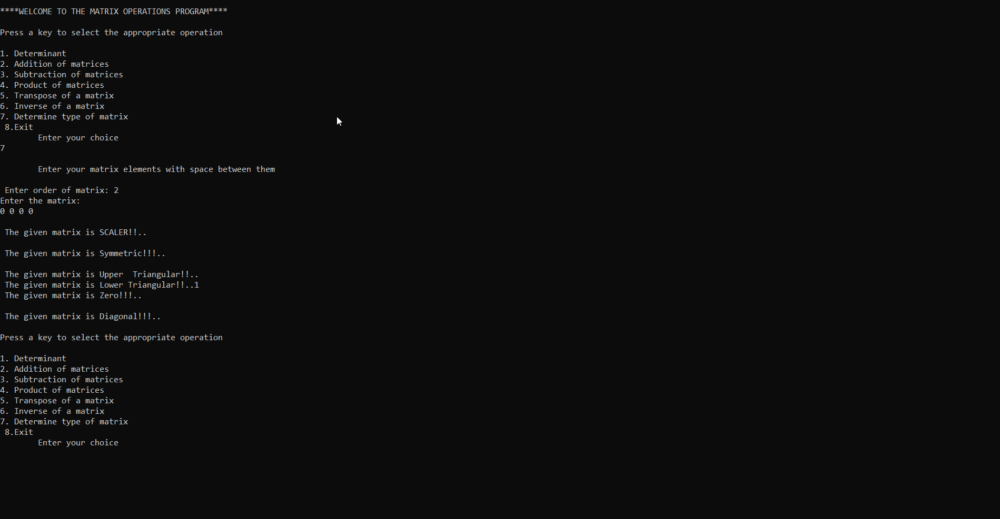 ****WELCOME TO THE MATRIX OPERATIONS PROGRAM****
Press a key to select the appropriate operation
1. Determinant
2. Addition of matrices
3. Subtraction of matrices
4. Product of matrices
5. Transpose of a matrix
6. Inverse of a matrix
7. Determine type of matrix
8.Exit
Enter your choice
7
Enter your matrix elements with space between them
Enter order of matrix: 2
Enter the matrix:
0 0 0 0
The given matrix is SCALER!!..
The given matrix is Symmetric!!!..
The given matrix is Upper  Triangular!!..
The given matrix is Lower Triangular!!..1
The given matrix is Zero!!!..
The given matrix is Diagonal!!!..
Press a key to select the appropriate operation
1. Determinant
2. Addition of matrices
3. Subtraction of matrices
4. Product of matrices
5. Transpose of a matrix
6. Inverse of a matrix
7. Determine type of matrix
8.Exit
Enter your choice